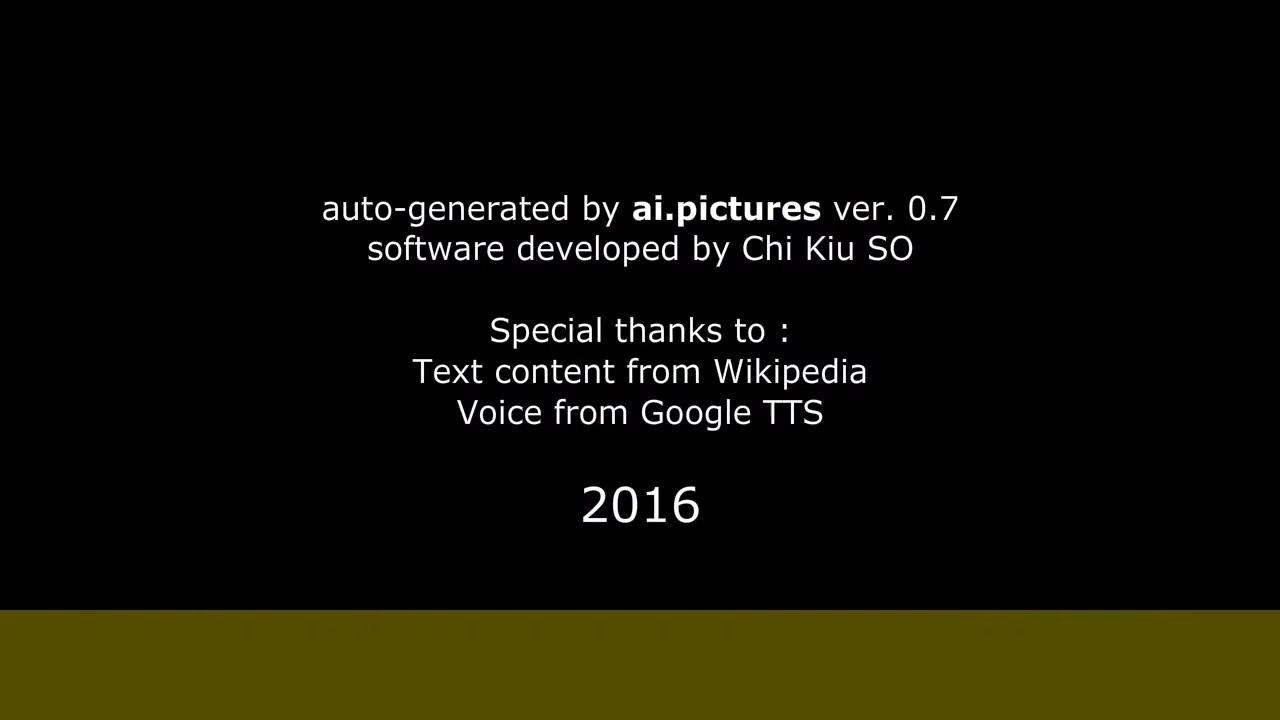 auto-generated by ai.pictures ver. 0.7
software developed by Chi Kiu SO
Special thanks to :
Text content from Wikipedia
Voice from Google TTS
2016